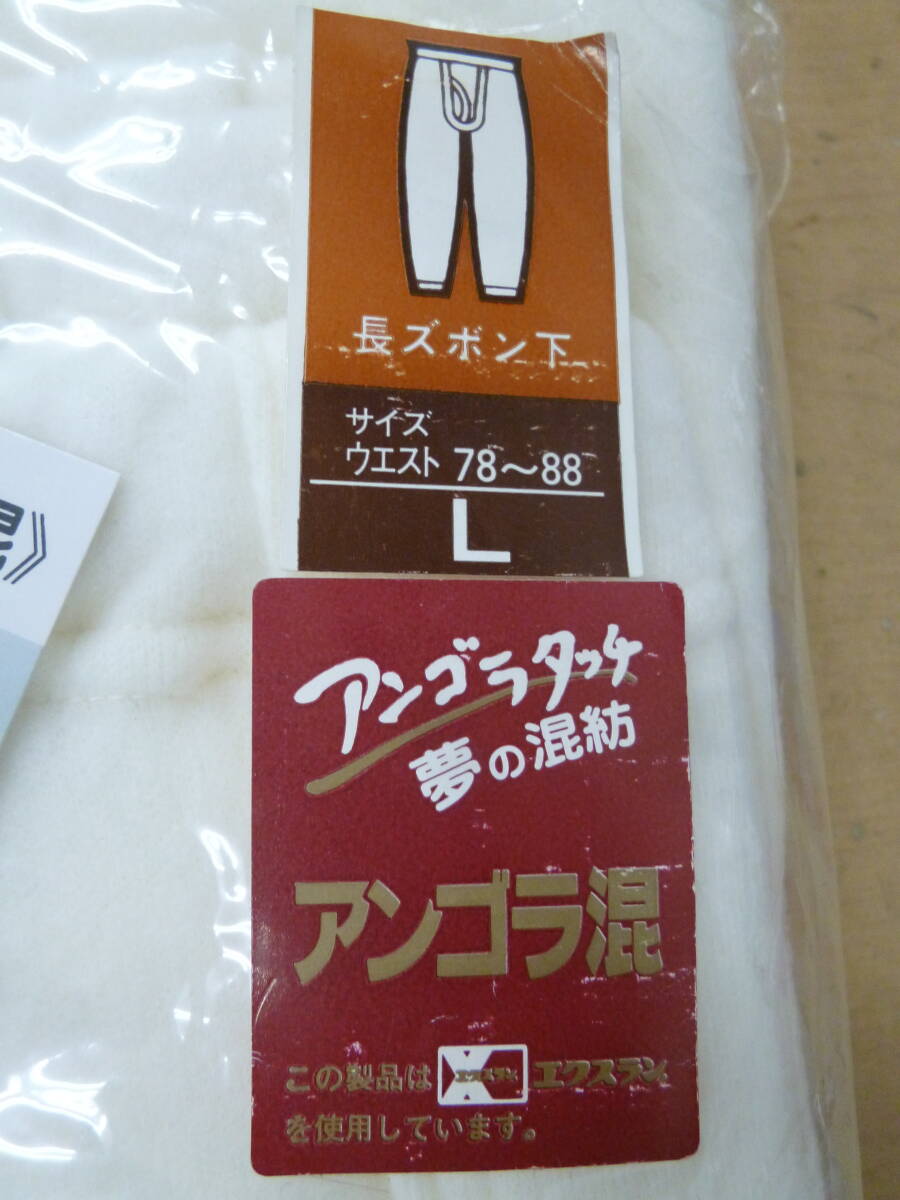 長ズボン下
サイズ
ウエスト 78〜88
L
混》
アンゴラタッチ
夢の混紡
アンゴラ混
この製品は エクスラン エクスラン
を使用しています。